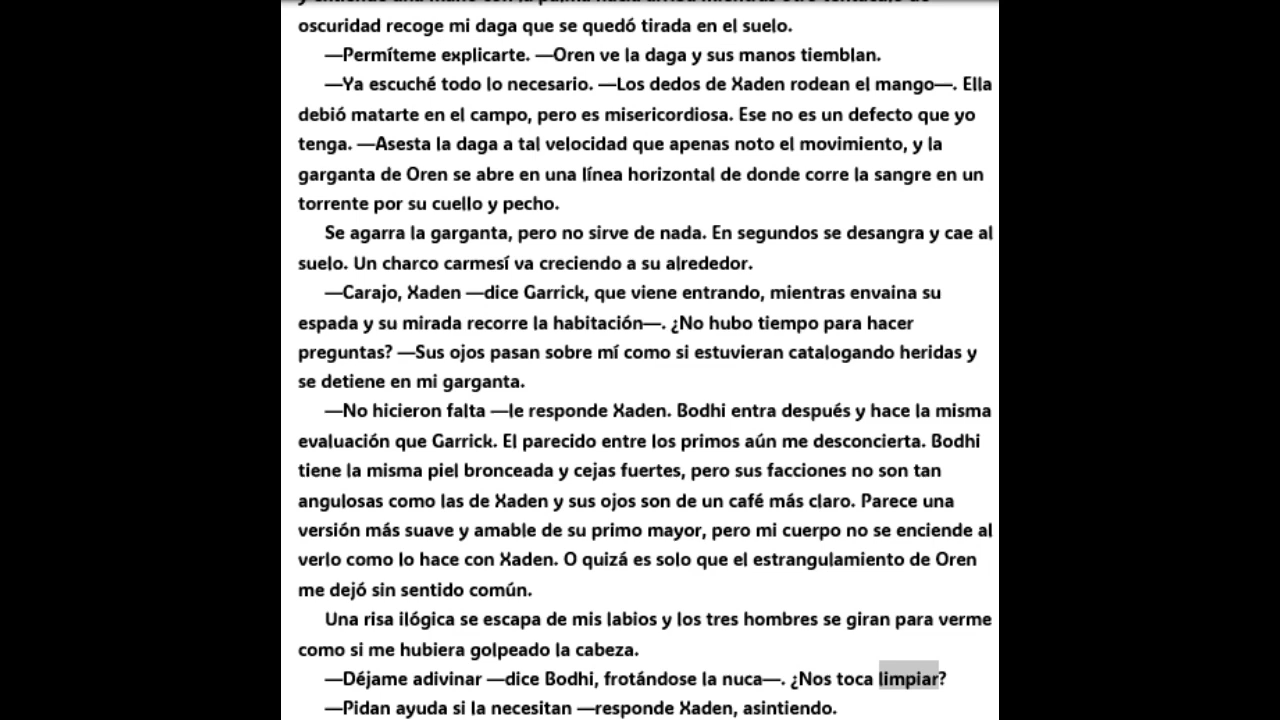 oscuridad recoge mi daga que se quedó tirada en el suelo.
—Permíteme explicarte. —Oren ve la daga y sus manos tiemblan.
—Ya escuché todo lo necesario. —Los dedos de Xaden rodean el mango—. Ella
debió matarte en el campo, pero es misericordiosa. Ese no es un defecto que yo
tenga. —Asesta la daga a tal velocidad que apenas noto el movimiento, y la
garganta de Oren se abre en una línea horizontal de donde corre la sangre en un
torrente por su cuello y pecho.
Se agarra la garganta, pero no sirve de nada. En segundos se desangra y cae al
suelo. Un charco carmesí va creciendo a su alrededor.
—Carajo, Xaden —dice Garrick, que viene entrando, mientras envaina su
espada y su mirada recorre la habitación—. ¿No hubo tiempo para hacer
preguntas? —Sus ojos pasan sobre mí como si estuvieran catalogando heridas y
se detiene en mi garganta.
—No hicieron falta —le responde Xaden. Bodhi entra después y hace la misma
evaluación que Garrick. El parecido entre los primos aún me desconcierta. Bodhi
tiene la misma piel bronceada y cejas fuertes, pero sus facciones no son tan
angulosas como las de Xaden y sus ojos son de un café más claro. Parece una
versión más suave y amable de su primo mayor, pero mi cuerpo no se enciende al
verlo como lo hace con Xaden. O quizá es solo que el estrangulamiento de Oren
me dejó sin sentido común.
Una risa ilógica se escapa de mis labios y los tres hombres se giran para verme
como si me hubiera golpeado la cabeza.
—Déjame adivinar —dice Bodhi, frotándose la nuca—. ¿Nos toca limpiar?
—Pidan ayuda si la necesitan —responde Xaden, asintiendo.